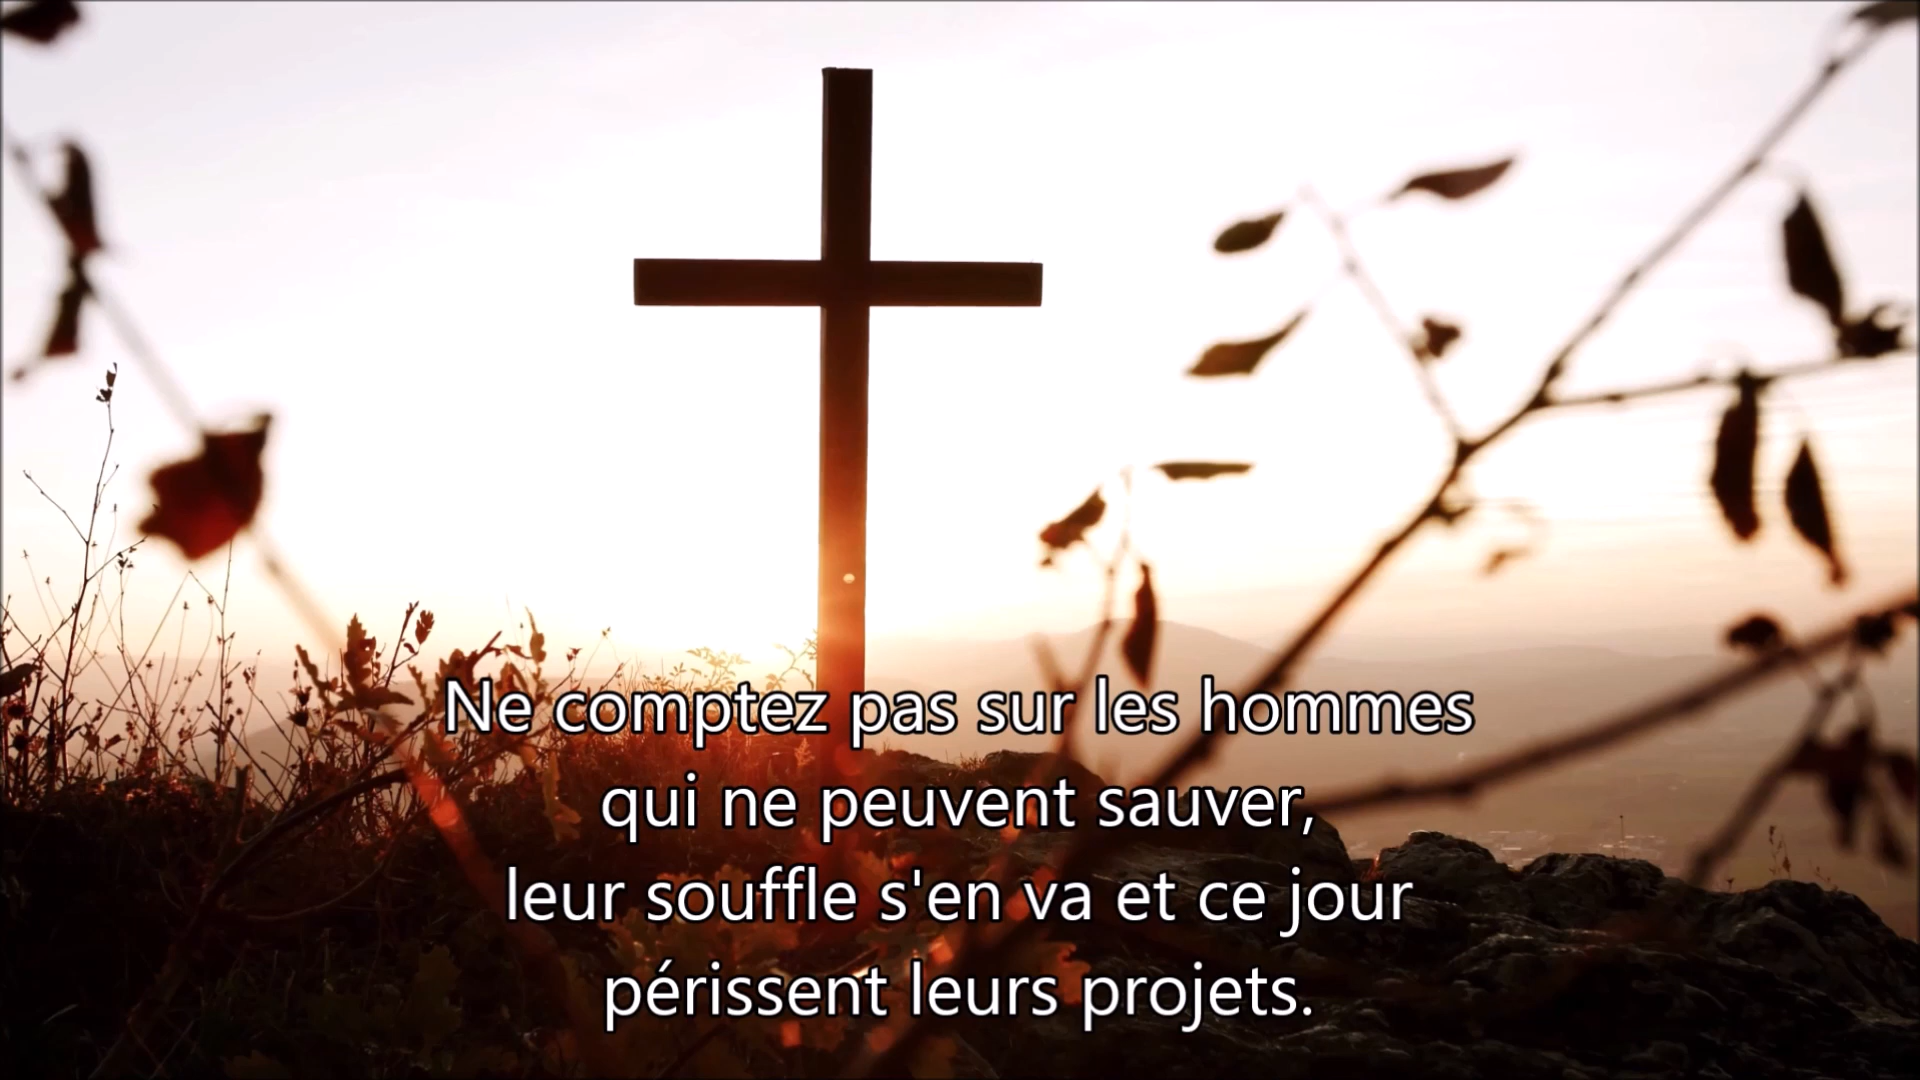 Ne comptez pas sur les hommes
qui ne peuvent sauver,
leur souffle s'en va et ce jour
périssent leurs projets.